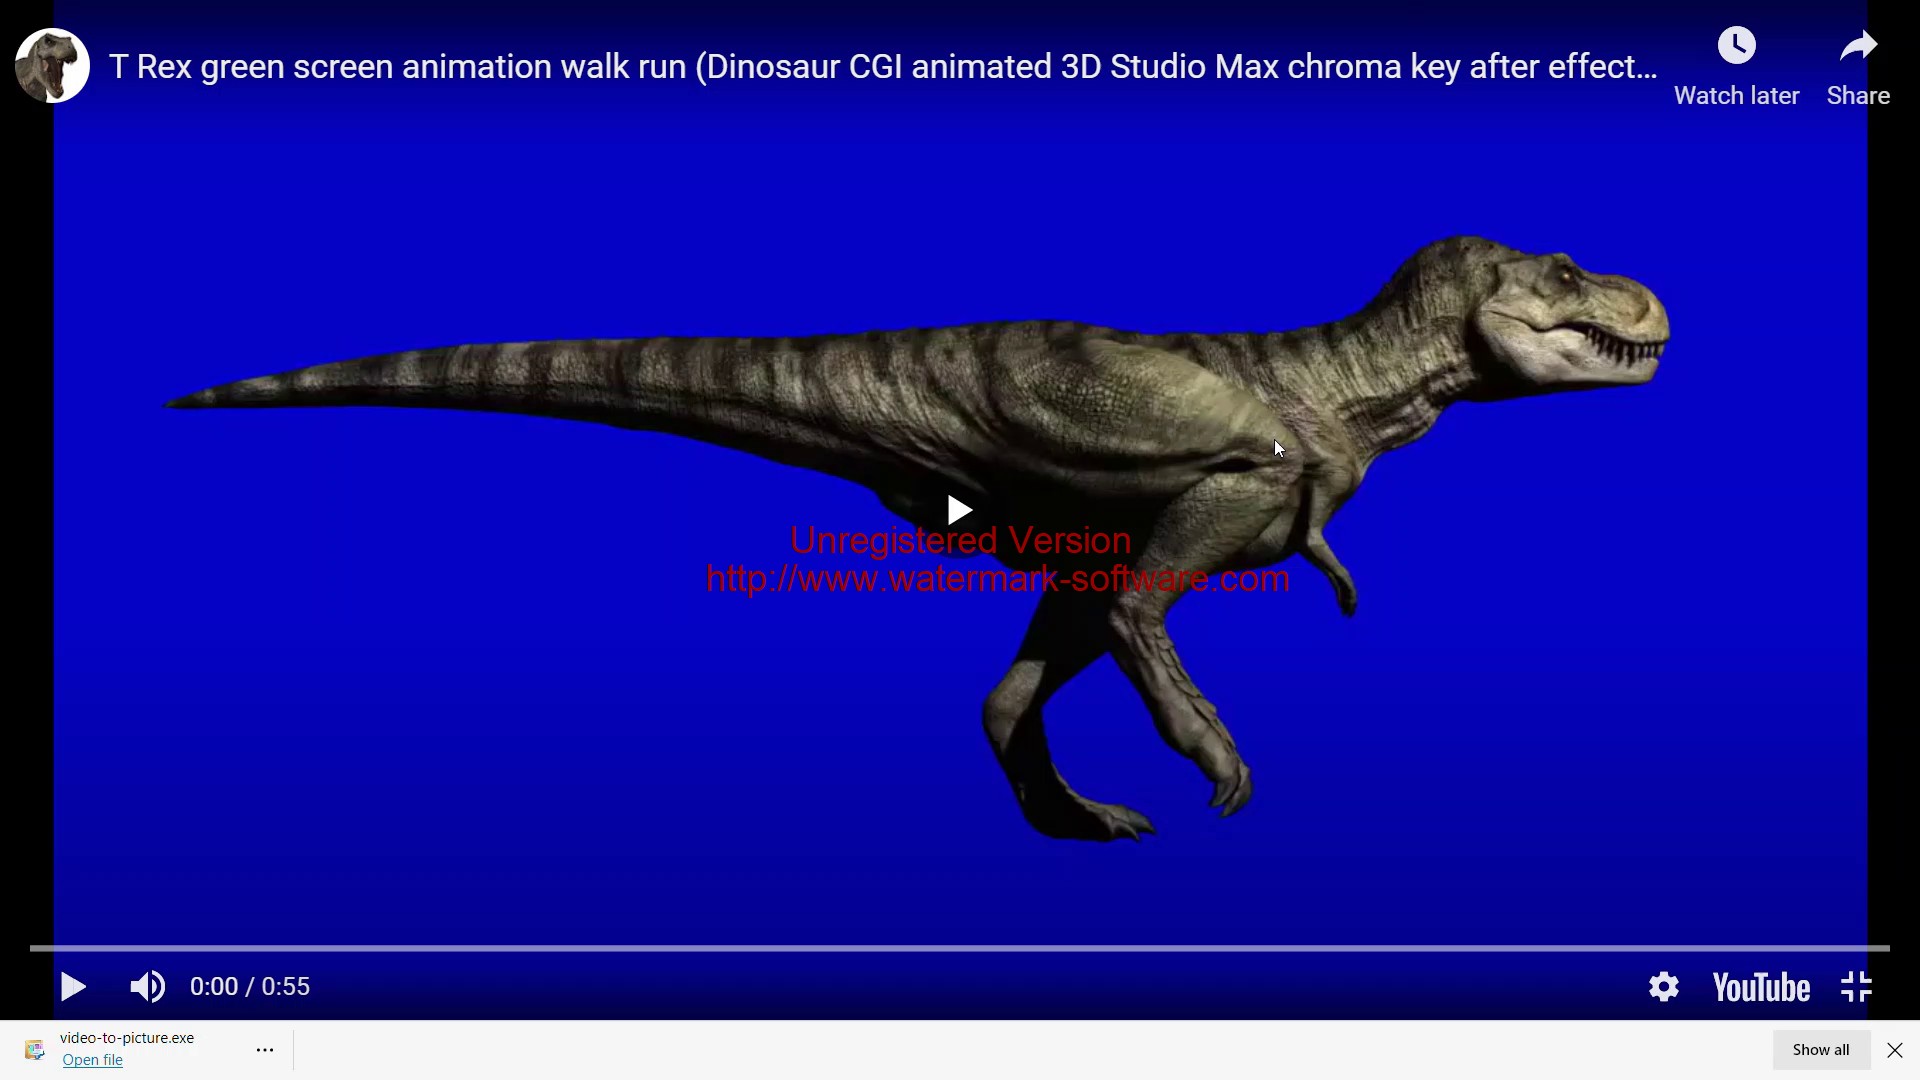 T Rex green screen animation walk run (Dinosaur CGI animated 3D Studio Max chroma key after effect...
Watch later
Share
Unregistered Version
http://www.watermark-software.com
0:00 / 0:55
YouTube
video-to-picture.exe
Open file
Show all